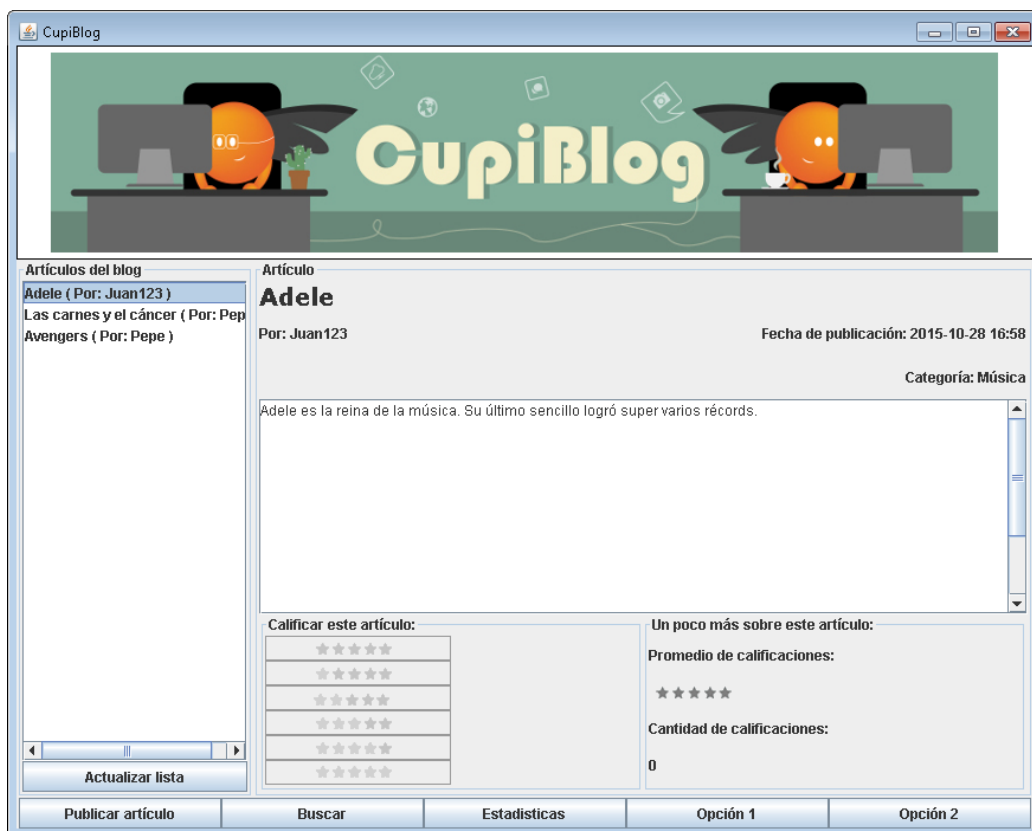 CupiBlog
CupiBlog
Artículos del blog
Adele ( Por: Juan123 )
Las carnes y el cáncer ( Por: Pep
Avengers ( Por: Pepe )
Actualizar lista
Artículo
Adele
Por: Juan123
Fecha de publicación: 2015-10-28 16:58
Categoría: Música
Adele es la reina de la música. Su último sencillo logró super varios récords.
Calificar este artículo:
Un poco más sobre este artículo:
Promedio de calificaciones:
Cantidad de calificaciones:
0
Publicar artículo
Buscar
Estadisticas
Opción 1
Opción 2